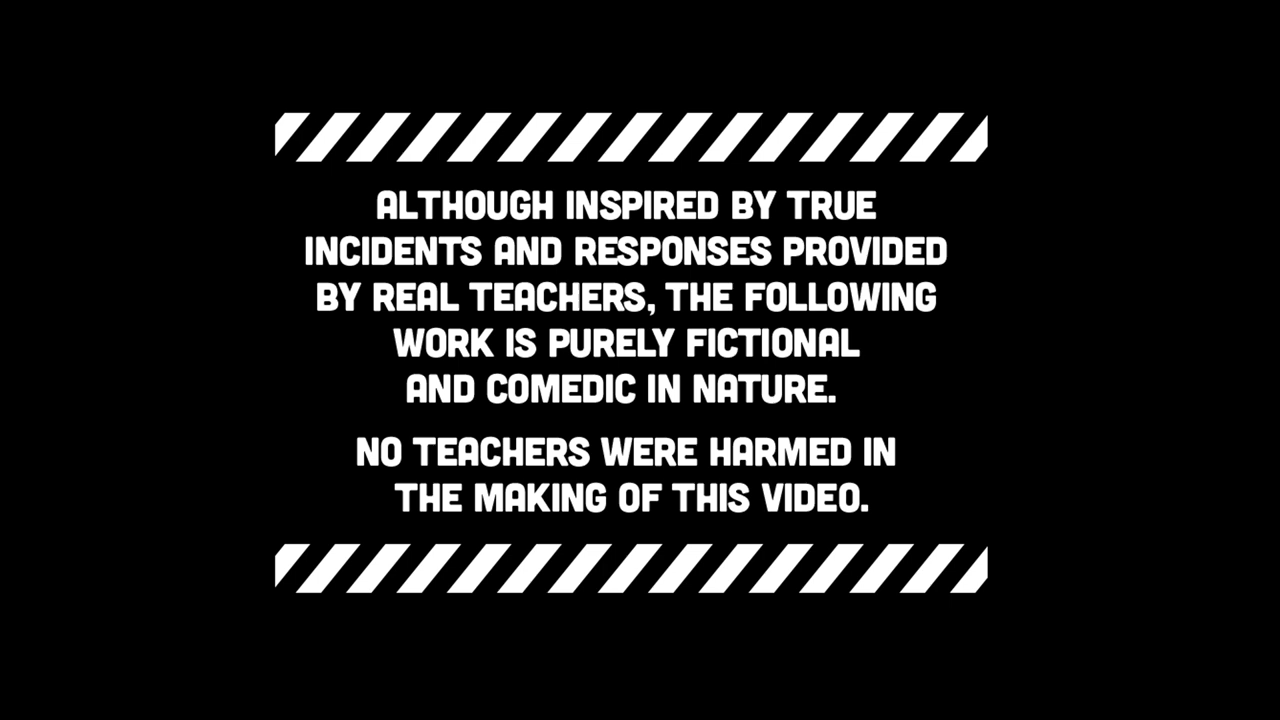 ALTHOUGH INSPIRED BY TRUE
INCIDENTS AND RESPONSES PROVIDED
BY REAL TEACHERS, THE FOLLOWING
WORK IS PURELY FICTIONAL
AND COMEDIC IN NATURE.
NO TEACHERS WERE HARMED IN
THE MAKING OF THIS VIDEO.